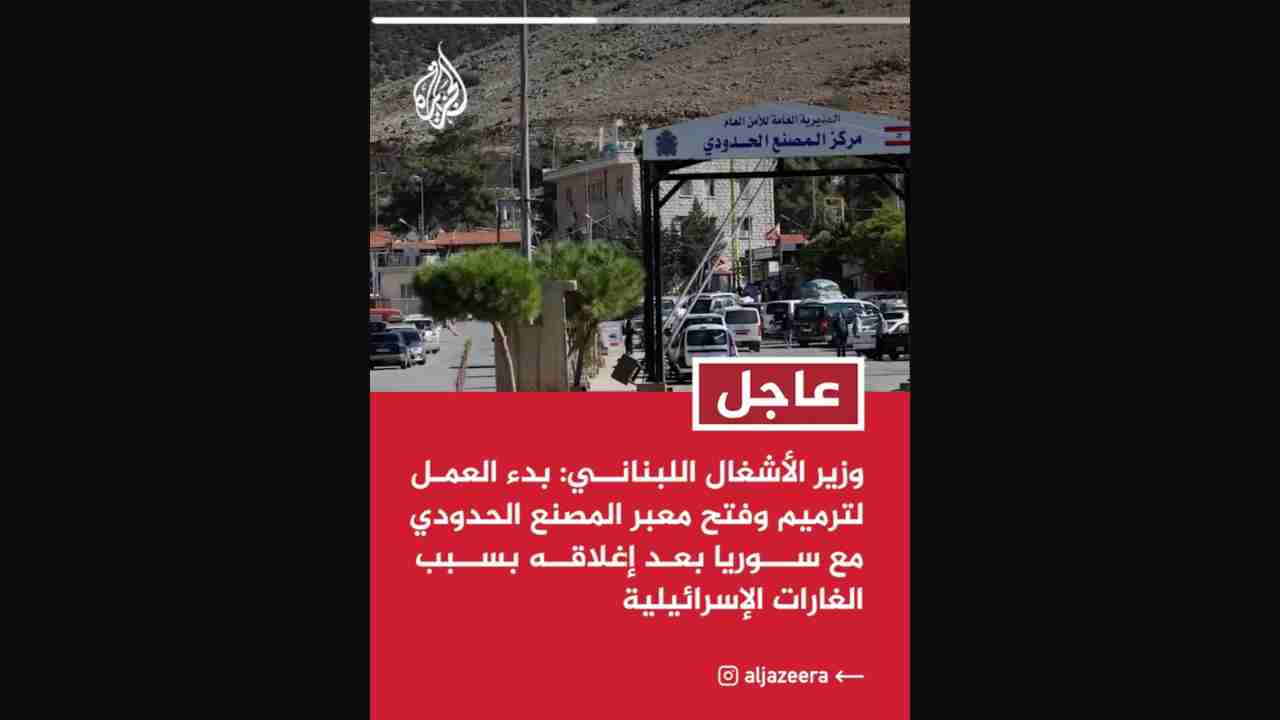 الجزيرة
المديرية العامة للأمن العام
مركز المصنع الحدودي
عاجل
وزير الأشغال اللبناني: بدء العمل
لترميم وفتح معبر المصنع الحدودي
مع سوريا بعد إغلاقه بسبب
الغارات الإسرائيلية
aljazeera